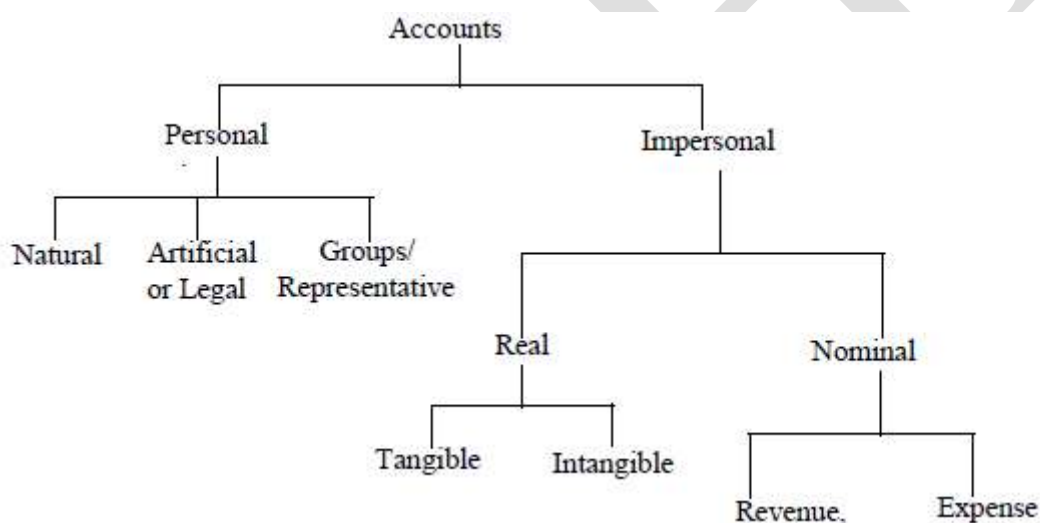 Accounts
Personal
Impersonal
Natural
Artificial
or Legal
Groups/
Representative
Real
Nominal
Tangible
Intangible
Revenue,
Expense